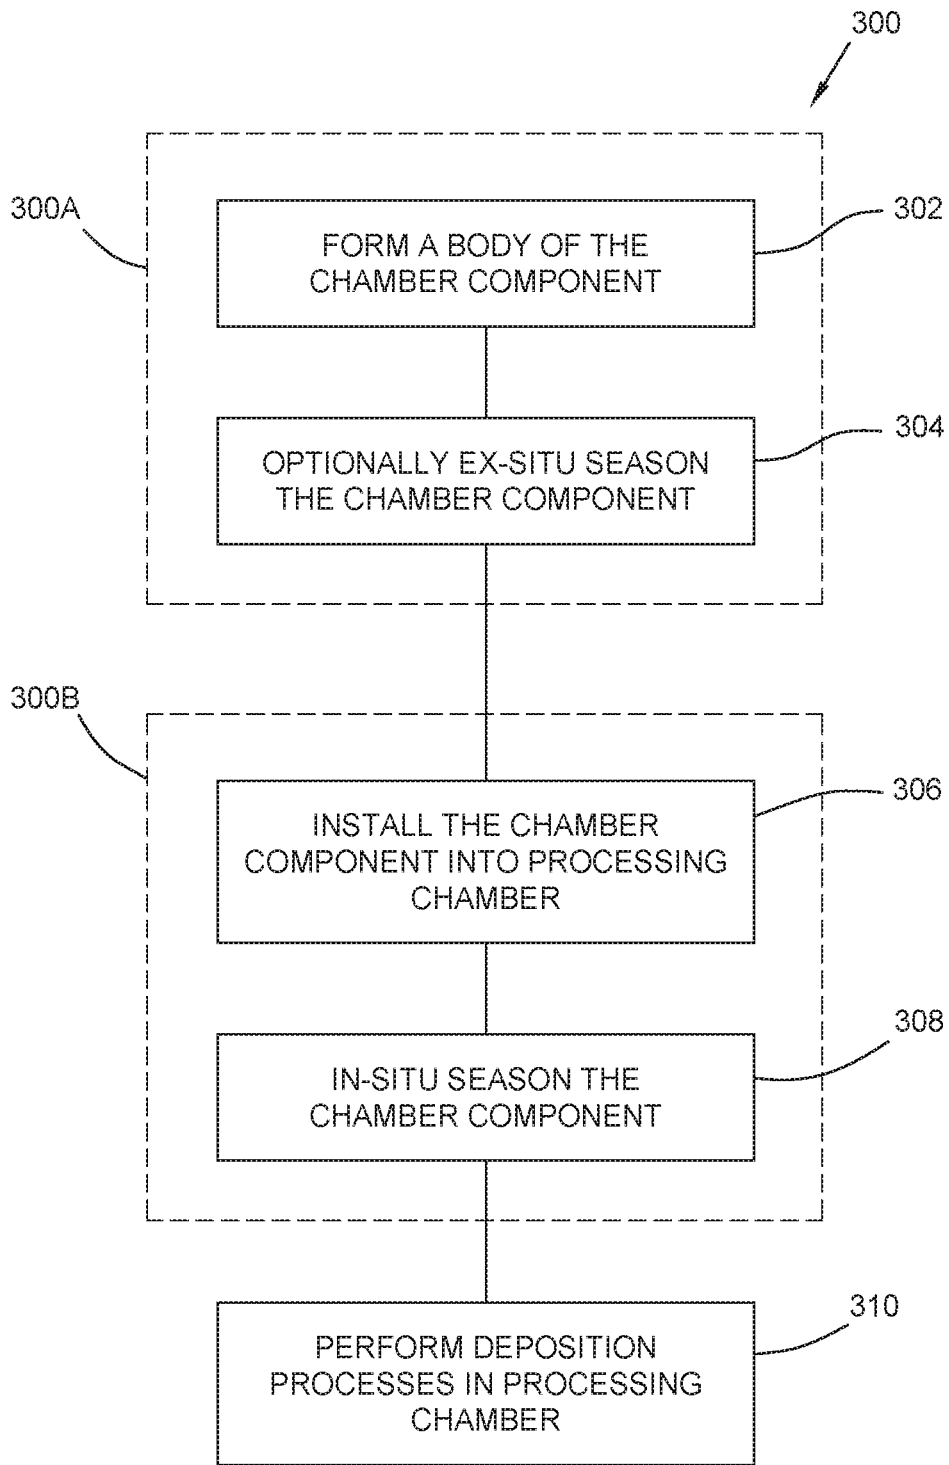 300
300A
302
FORM A BODY OF THE
CHAMBER COMPONENT
304
OPTIONALLY EX-SITU SEASON
THE CHAMBER COMPONENT
300B
306
INSTALL THE CHAMBER
COMPONENT INTO PROCESSING
CHAMBER
308
IN-SITU SEASON THE
CHAMBER COMPONENT
310
PERFORM DEPOSITION
PROCESSES IN PROCESSING
CHAMBER